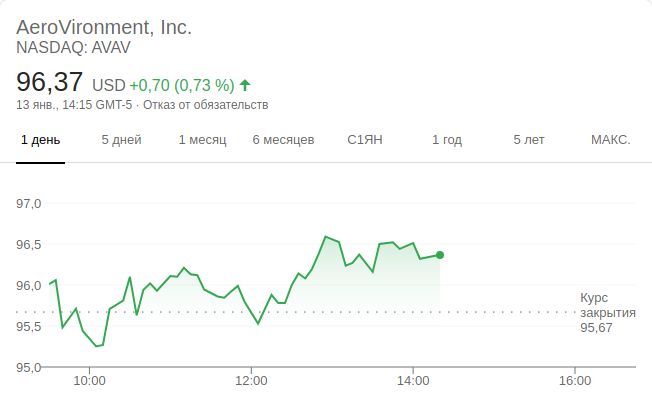 AeroVironment, Inc.
NASDAQ: AVAV
96,37 USD +0,70 (0,73 %)
13 янв., 14:15 GMT-5 · Отказ от обязательств
1 день 5 дней 1 месяц 6 месяцев С1ЯН 1 год 5 лет МАКС.
97,0
96,5
96,0
95,5
95,0
Курс
закрытия
95,67
10:00 12:00 14:00 16:00